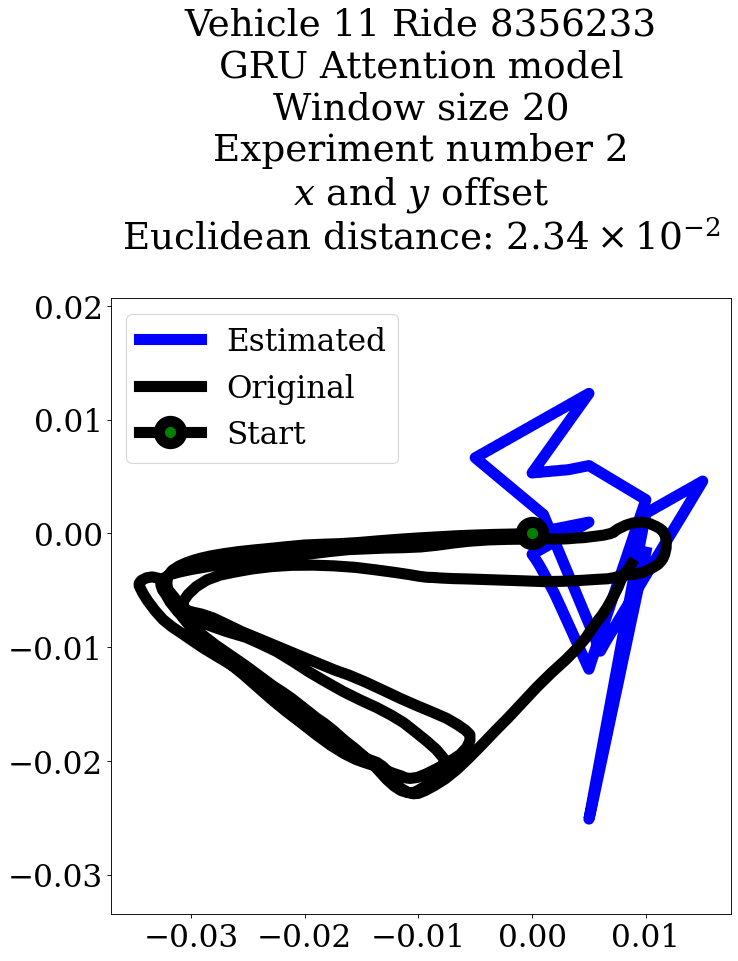 Vehicle 11 Ride 8356233
GRU Attention model
Window size 20
Experiment number 2
x and y offset
Euclidean distance: 2.34 × 10⁻²
0.02
0.01
0.00
−0.01
−0.02
−0.03
Estimated
Original
Start
−0.03 −0.02 −0.01 0.00 0.01